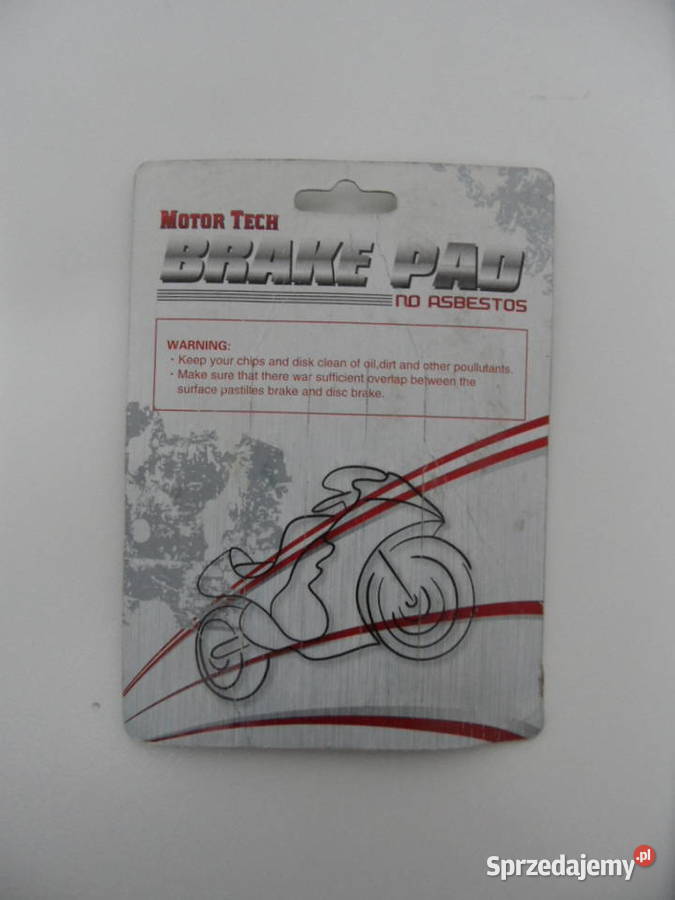 MOTOR TECH
BRAKE PAD
NO ASBESTOS
WARNING:
· Keep your chips and disk clean of oil,dirt and other poullutants.
· Make sure that there war sufficient overlap between the
surface pastilles brake and disc brake.
Sprzedajemy.pl